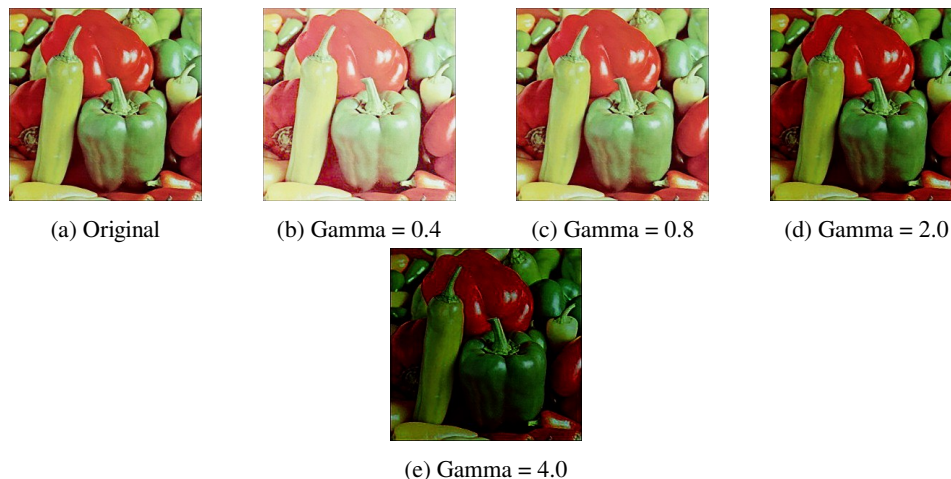 (a) Original
(b) Gamma = 0.4
(c) Gamma = 0.8
(d) Gamma = 2.0
(e) Gamma = 4.0